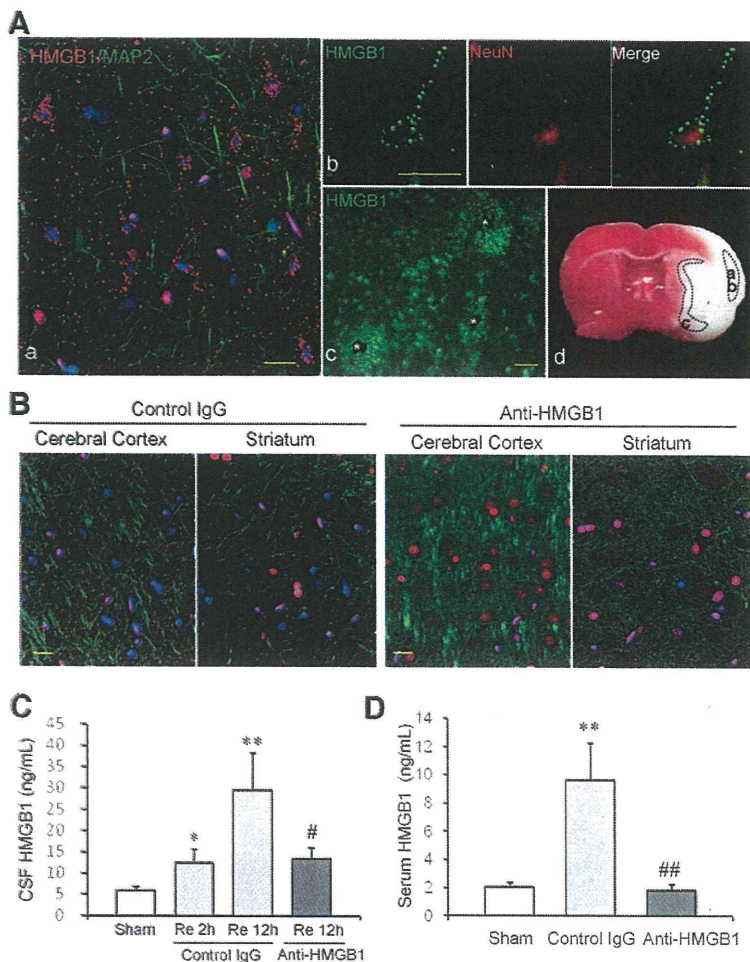 A
HMGB1/MAP2
a
HMGB1
NeuN
Merge
b
HMGB1
c
a
b
c
d
B
Control IgG
Anti-HMGB1
Cerebral Cortex
Striatum
Cerebral Cortex
Striatum
C
CSF HMGB1 (ng/mL)
45
40
35
30
25
20
15
10
5
0
*
**
#
Sham
Re 2h
Re 12h
Re 12h
Control IgG
Anti-HMGB1
D
Serum HMGB1 (ng/mL)
14
12
10
8
6
4
2
0
**
##
Sham
Control IgG
Anti-HMGB1